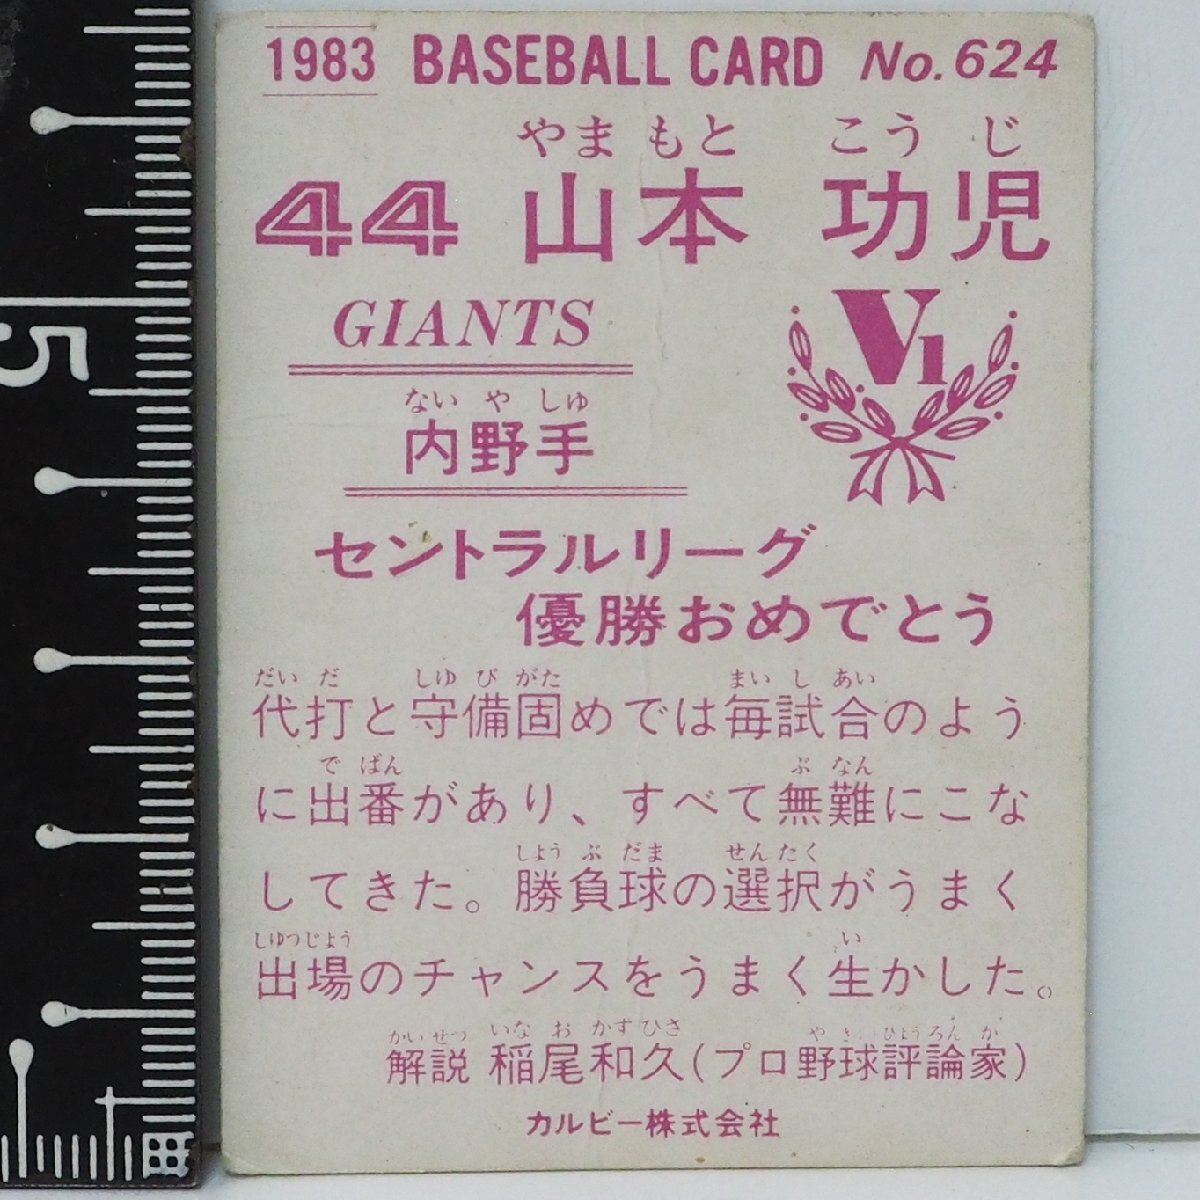 1983 BASEBALL CARD No.624
やま もと こう じ
44 山本 功児
GIANTS
V1
ない や しゅ
内野手
セントラルリーグ
優勝おめでとう
だい だ しゆ び がた まい し あい
代打と守備固めでは毎試合のよう
で ばん ぶ なん
に出番があり、すべて無難にこな
しよう ぶ だま せん たく
してきた。勝負球の選択がうまく
しゆつ じよう い
出場のチャンスをうまく生かした。
かい せつ いな お かず ひさ や きゅう ひょう ろん か
解説 稲尾和久(プロ野球評論家)
カルビー株式会社
5